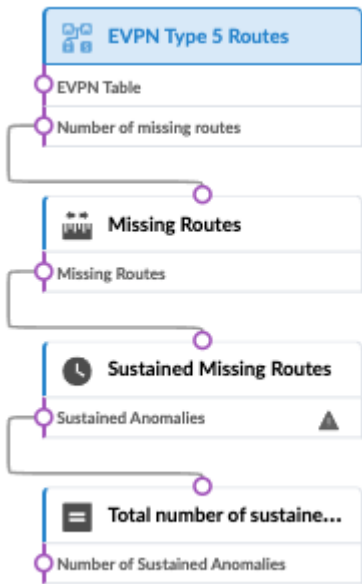 EVPN Type 5 Routes
EVPN Table
Number of missing routes
Missing Routes
Missing Routes
Sustained Missing Routes
Sustained Anomalies
Total number of sustaine...
Number of Sustained Anomalies